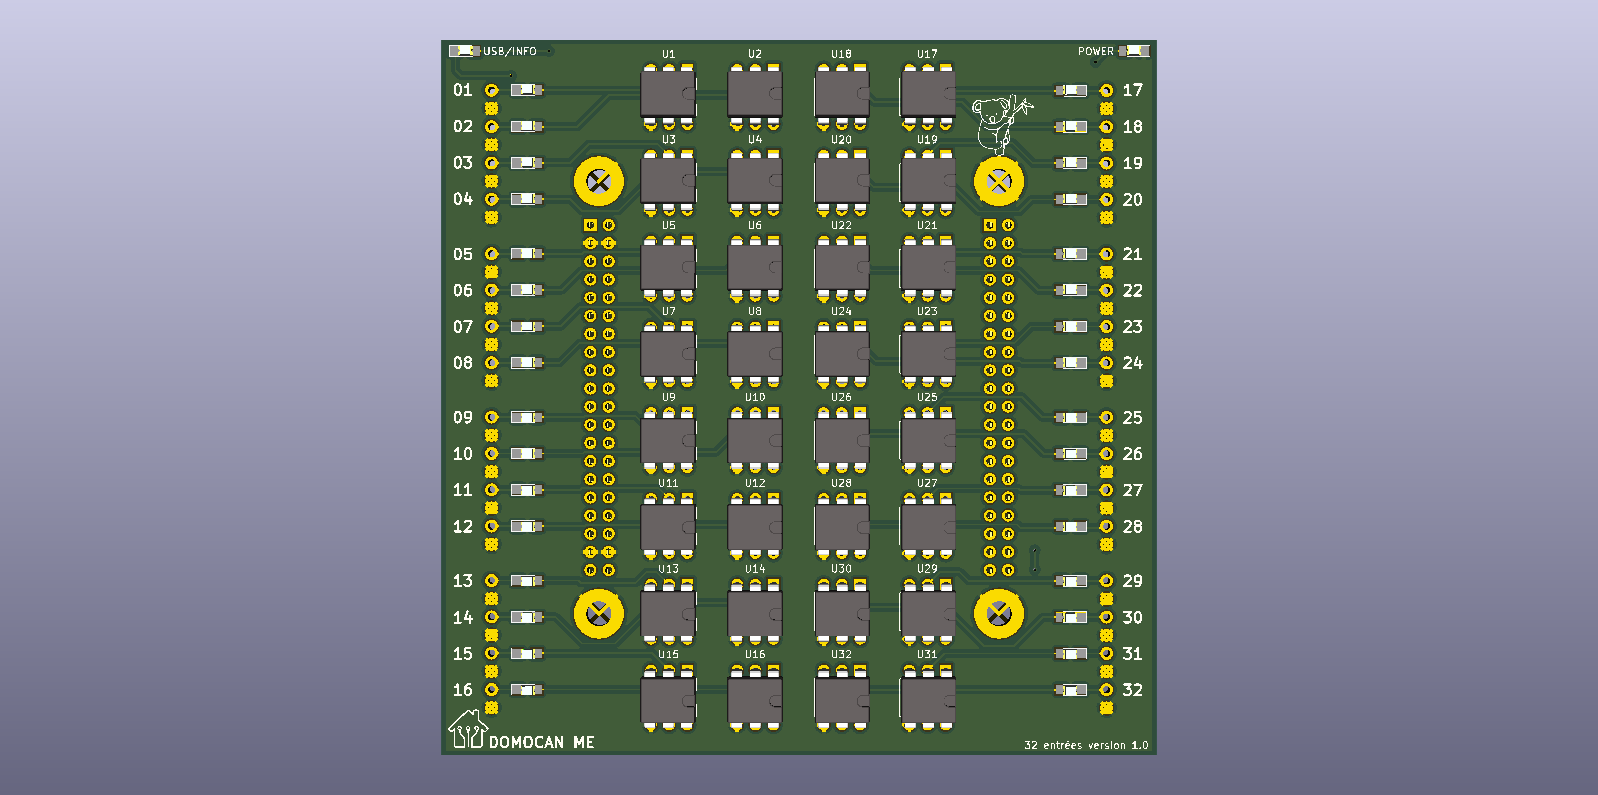 USB/INFO POWER
U1 U2 U18 U17
01 17
02 18
U3 U4 U20 U19
03 19
04 20
U5 U6 U22 U21
05 21
06 22
U7 U8 U24 U23
07 23
08 24
U9 U10 U26 U25
09 25
10 26
U11 U12 U28 U27
11 27
12 28
U13 U14 U30 U29
13 29
14 30
U15 U16 U32 U31
15 31
16 32
DOMOCAN ME 32 entrées version 1.0